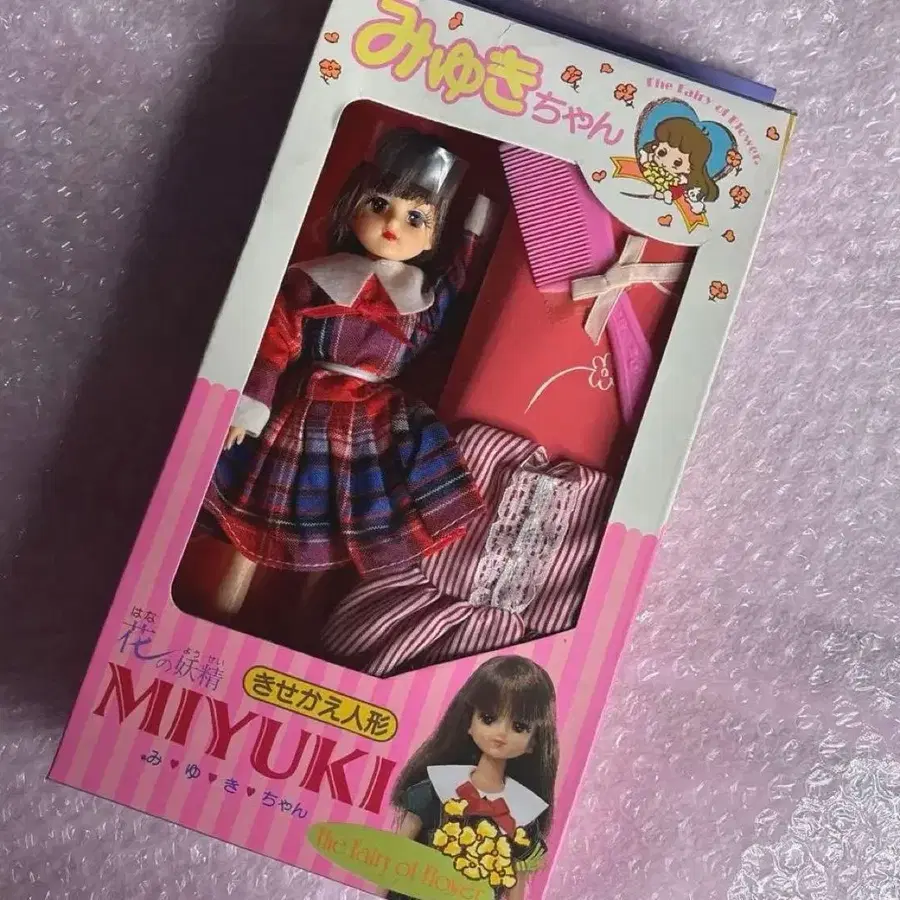 みゆきちゃん
The Fairy of Flower
はな ようせい
花の妖精
きせかえ人形
MIYUKI
み♥ゆ♥き♥ちゃん
The Fairy of Flower